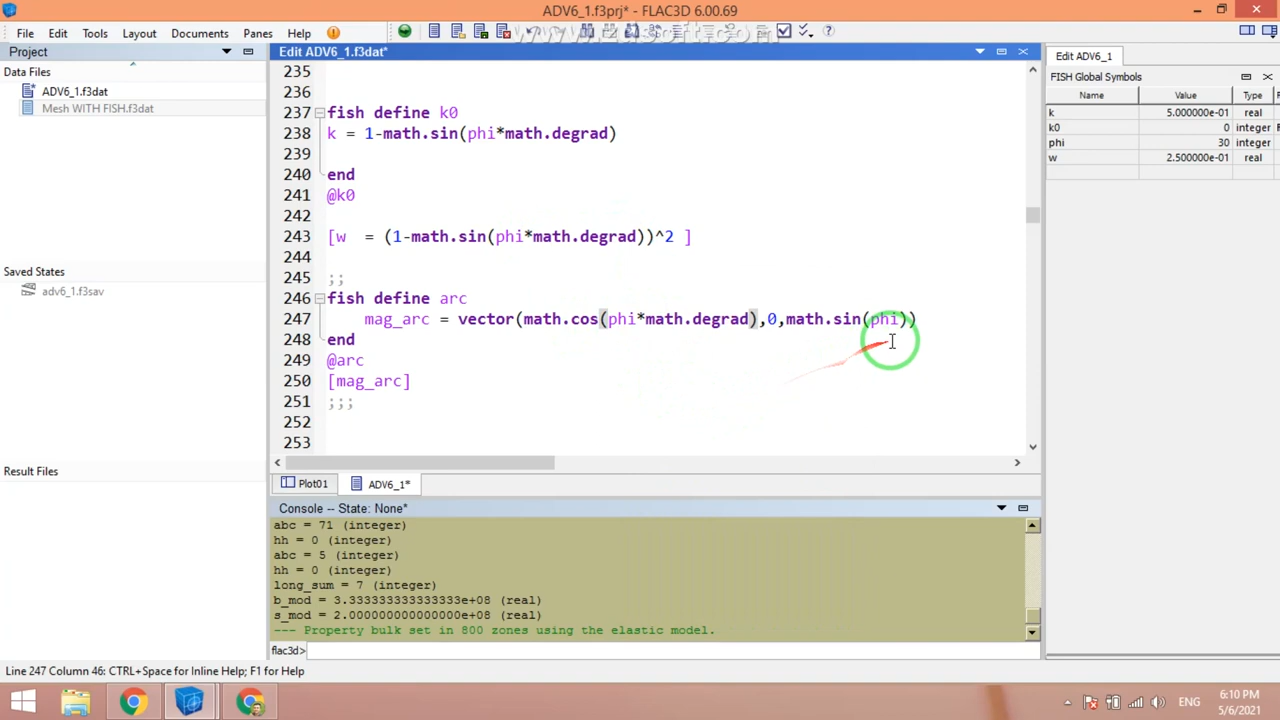 ADV6_1.f3prj* - FLAC3D 6.00.69
File Edit Tools Layout Documents Panes Help
Project
Data Files
ADV6_1.f3dat
Mesh WITH FISH.f3dat
Saved States
adv6_1.f3sav
Result Files
Edit ADV6_1.f3dat*
235
236
237 fish define k0
238 k = 1-math.sin(phi*math.degrad)
239
240 end
241 @k0
242
243 [w = (1-math.sin(phi*math.degrad))^2 ]
244
245 ;;
246 fish define arc
247 mag_arc = vector(math.cos(phi*math.degrad),0,math.sin(phi))
248 end
249 @arc
250 [mag_arc]
251 ;;;
252
253
Plot01 ADV6_1*
Console -- State: None*
abc = 71 (integer)
hh = 0 (integer)
abc = 5 (integer)
hh = 0 (integer)
long_sum = 7 (integer)
b_mod = 3.333333333333333e+08 (real)
s_mod = 2.000000000000000e+08 (real)
--- Property bulk set in 800 zones using the elastic model.
flac3d>
Edit ADV6_1
FISH Global Symbols
Name Value Type
k 5.000000e-01 real
k0 0 integer
phi 30 integer
w 2.500000e-01 real
Line 247 Column 46: CTRL+Space for Inline Help; F1 for Help
ENG
6:10 PM
5/6/2021